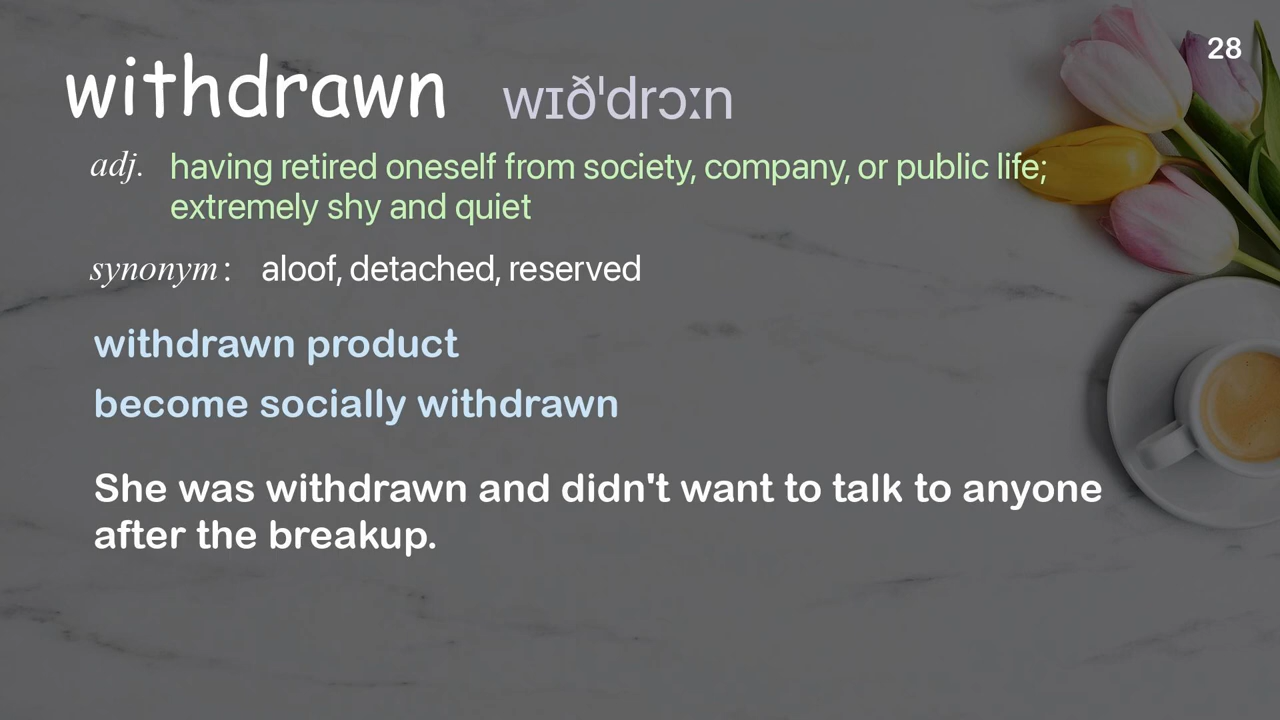 28
withdrawn wɪðˈdrɔːn
adj. having retired oneself from society, company, or public life;
extremely shy and quiet
synonym: aloof, detached, reserved
withdrawn product
become socially withdrawn
She was withdrawn and didn't want to talk to anyone
after the breakup.